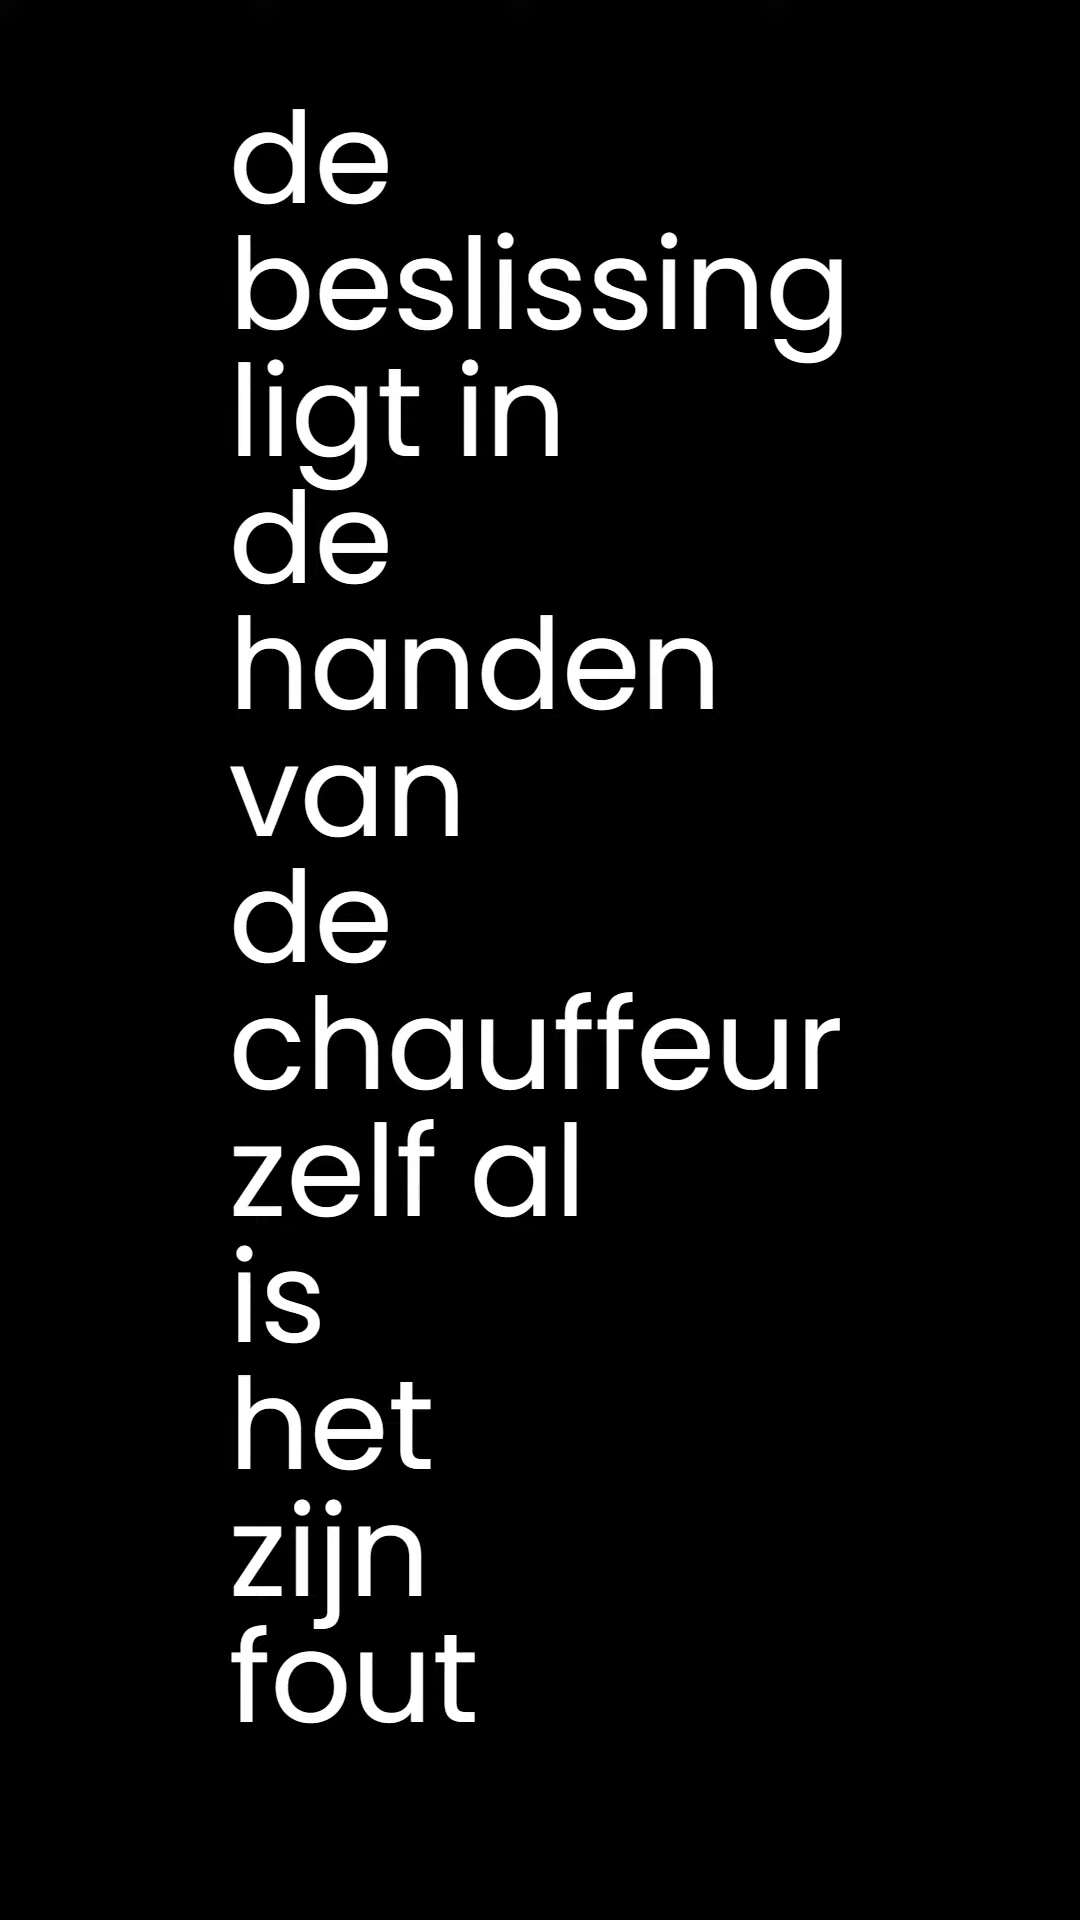 de
beslissing
ligt in
de
handen
van
de
chauffeur
zelf al
is
het
zijn
fout